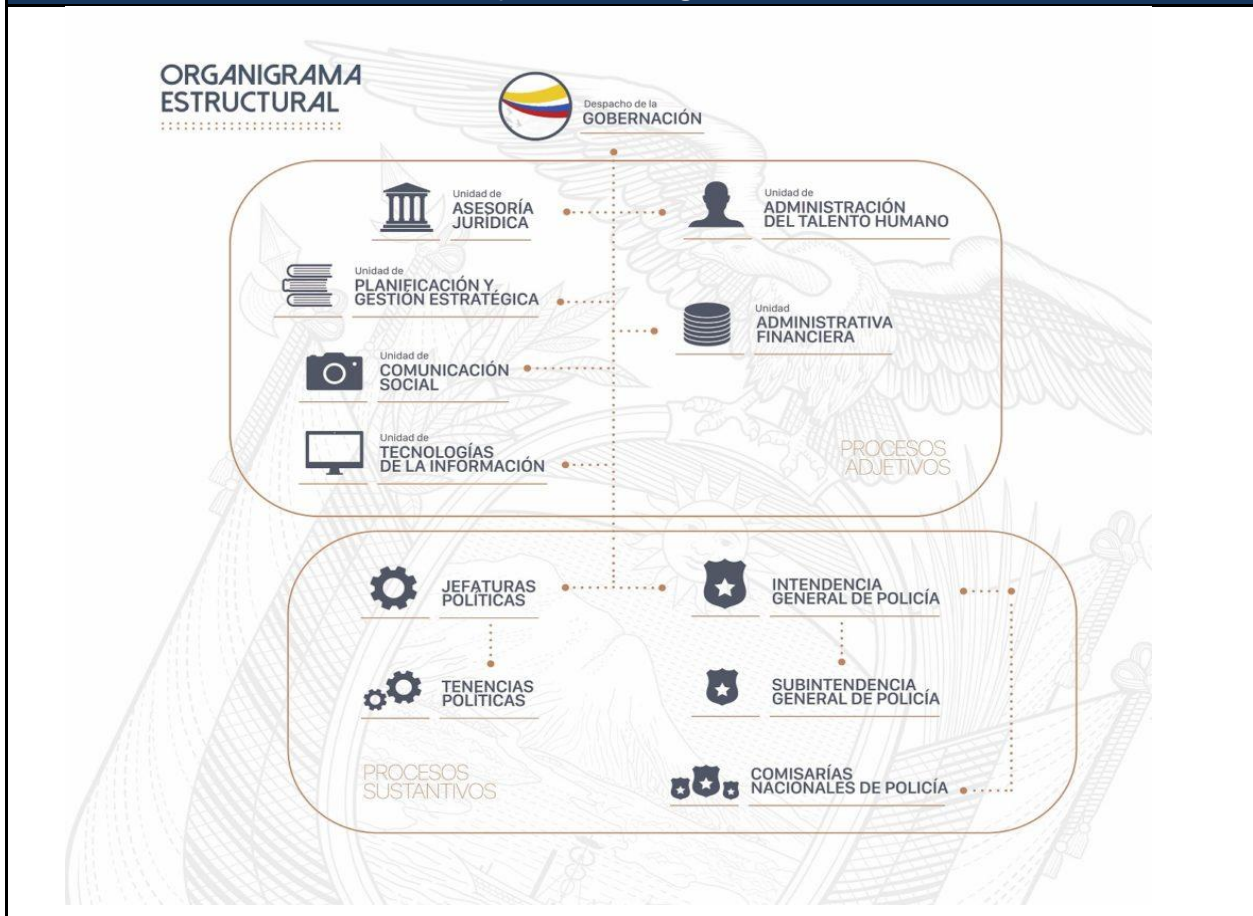 ORGANIGRAMA
ESTRUCTURAL
Despacho de la
GOBERNACIÓN
Unidad de
ASESORÍA
JURÍDICA
Unidad de
ADMINISTRACIÓN
DEL TALENTO HUMANO
Unidad de
PLANIFICACIÓN Y
GESTIÓN ESTRATÉGICA
Unidad
ADMINISTRATIVA
FINANCIERA
Unidad de
COMUNICACIÓN
SOCIAL
Unidad de
TECNOLOGÍAS
DE LA INFORMACIÓN
PROCESOS
ADJETIVOS
JEFATURAS
POLÍTICAS
INTENDENCIA
GENERAL DE POLICÍA
TENENCIAS
POLÍTICAS
SUBINTENDENCIA
GENERAL DE POLICÍA
PROCESOS
SUSTANTIVOS
COMISARÍAS
NACIONALES DE POLICÍA